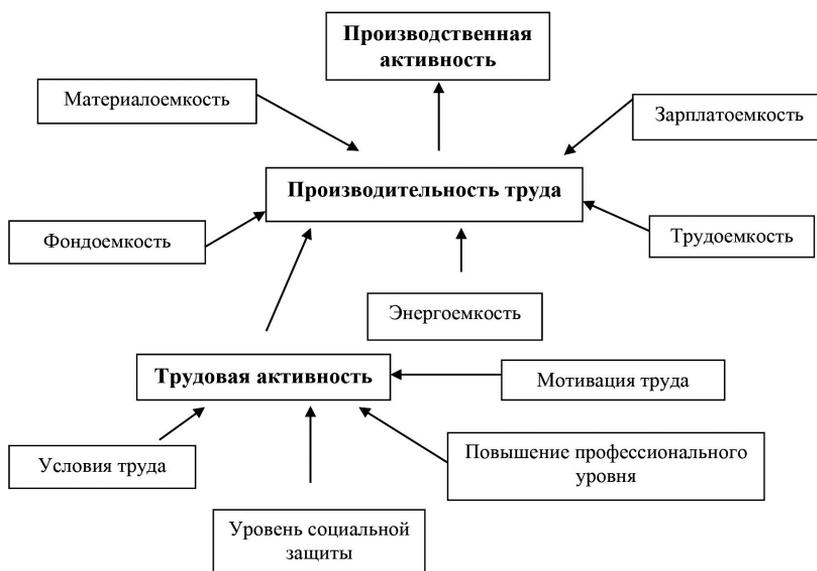 Производственная
активность
Материалоемкость
Зарплатоемкость
Производительность труда
Фондоемкость
Трудоемкость
Энергоемкость
Трудовая активность
Мотивация труда
Условия труда
Повышение профессионального
уровня
Уровень социальной
защиты